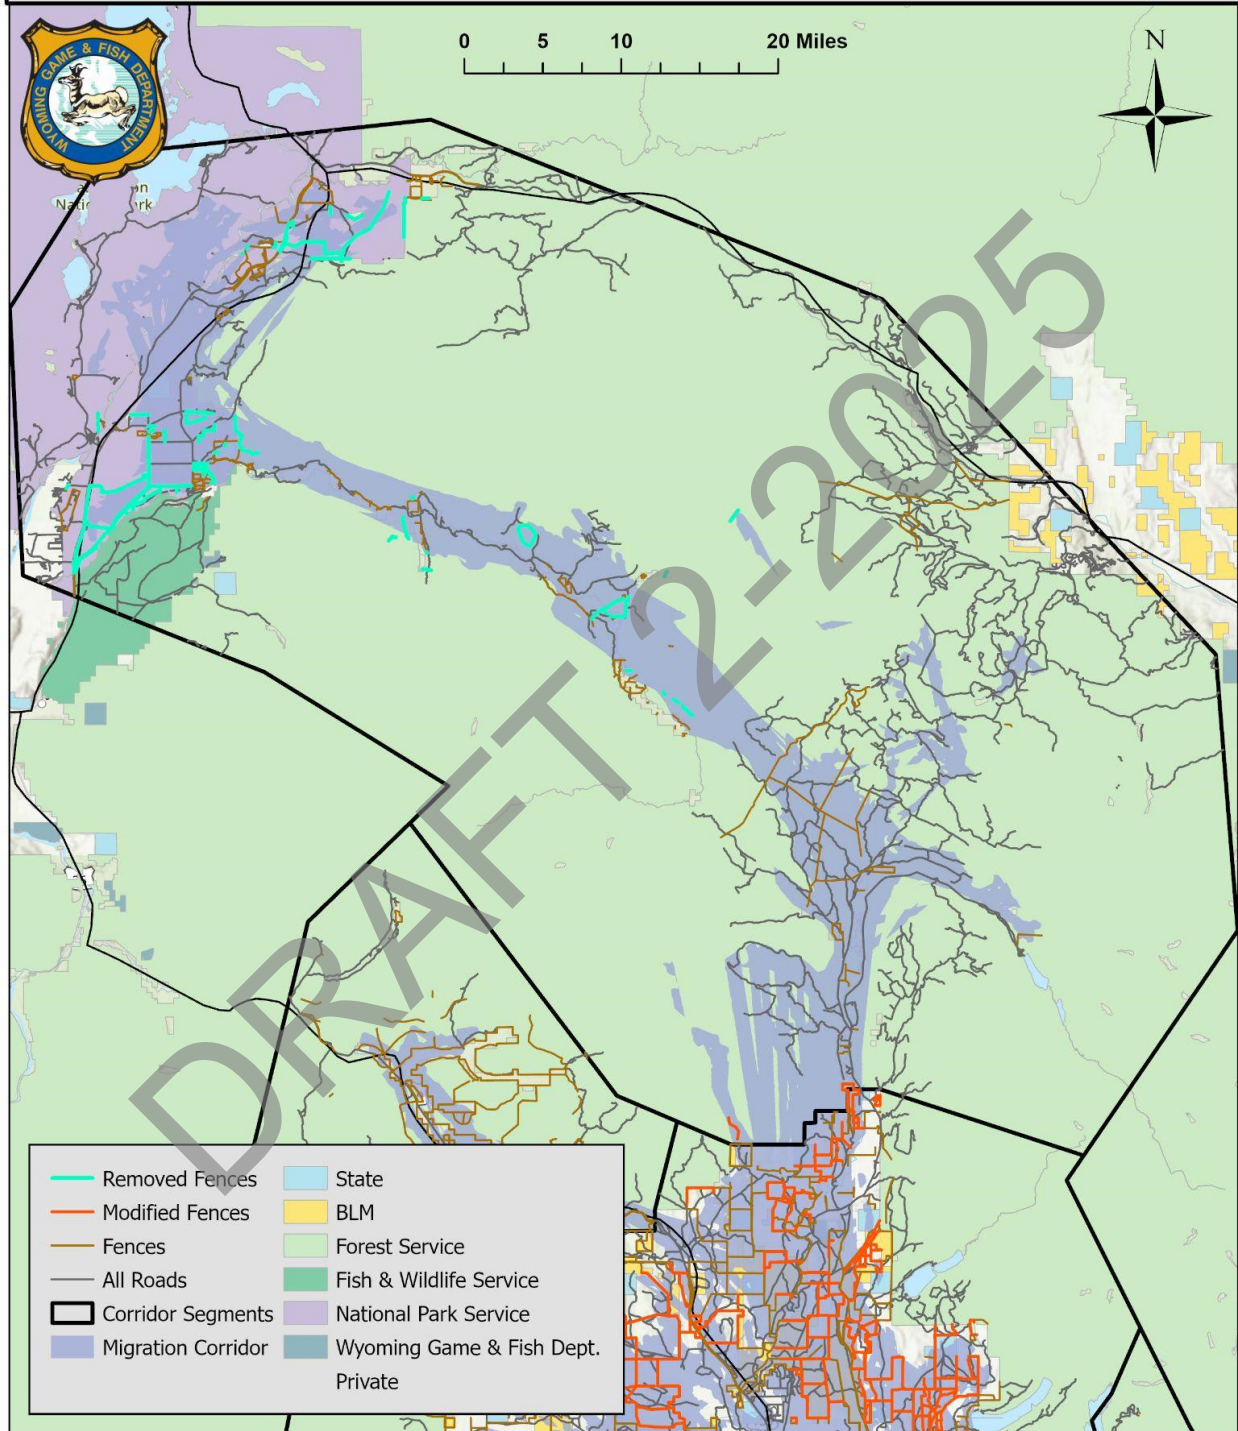 WYOMING GAME & FISH DEPARTMENT
0 5 10 20 Miles
N
DRAFT 2-2025
Removed Fences
Modified Fences
Fences
All Roads
Corridor Segments
Migration Corridor
State
BLM
Forest Service
Fish & Wildlife Service
National Park Service
Wyoming Game & Fish Dept.
Private